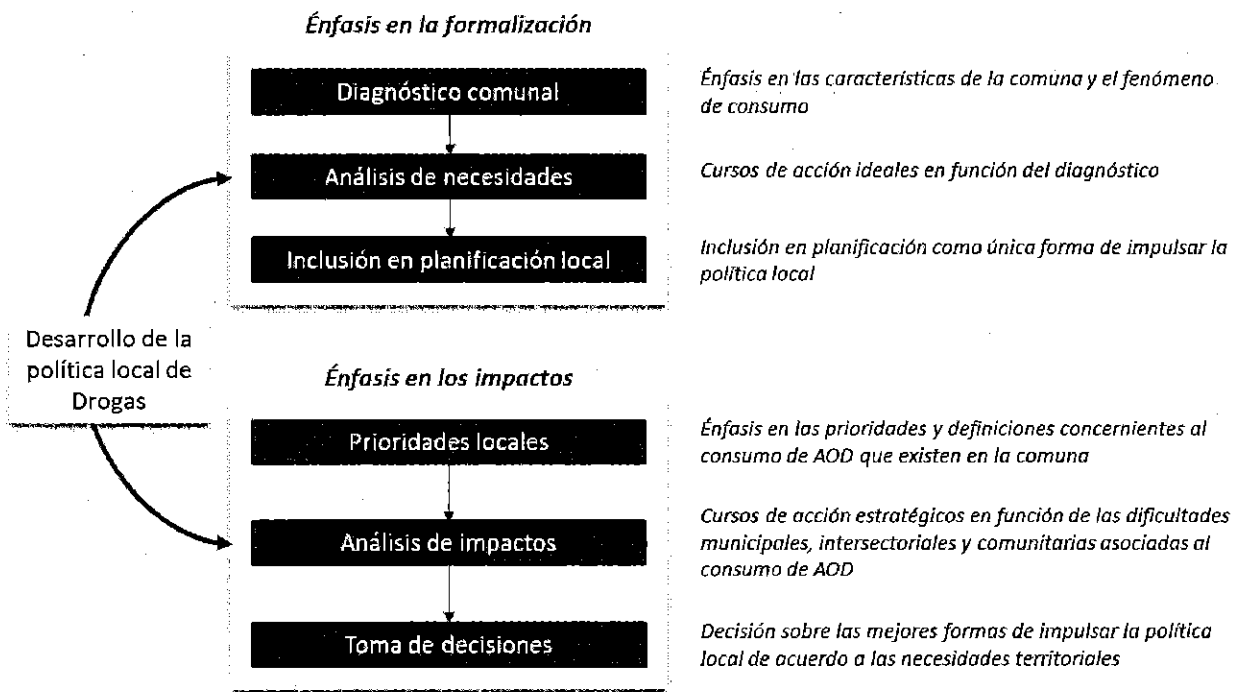 Énfasis en la formalización
Diagnóstico comunal
Énfasis en las características de la comuna y el fenómeno
de consumo
Análisis de necesidades
Cursos de acción ideales en función del diagnóstico
Inclusión en planificación local
Inclusión en planificación como única forma de impulsar la
política local
Desarrollo de la
política local de
Drogas
Énfasis en los impactos
Prioridades locales
Énfasis en las prioridades y definiciones concernientes al
consumo de AOD que existen en la comuna
Análisis de impactos
Cursos de acción estratégicos en función de las dificultades
municipales, intersectoriales y comunitarias asociadas al
consumo de AOD
Toma de decisiones
Decisión sobre las mejores formas de impulsar la política
local de acuerdo a las necesidades territoriales